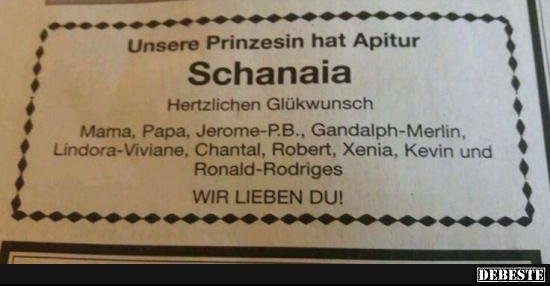 Unsere Prinzesin hat Apitur
Schanaia
Hertzlichen Glükwunsch
Mama, Papa, Jerome-P.B., Gandalph-Merlin,
Lindora-Viviane, Chantal, Robert, Xenia, Kevin und
Ronald-Rodriges
WIR LIEBEN DU!
DEBESTE